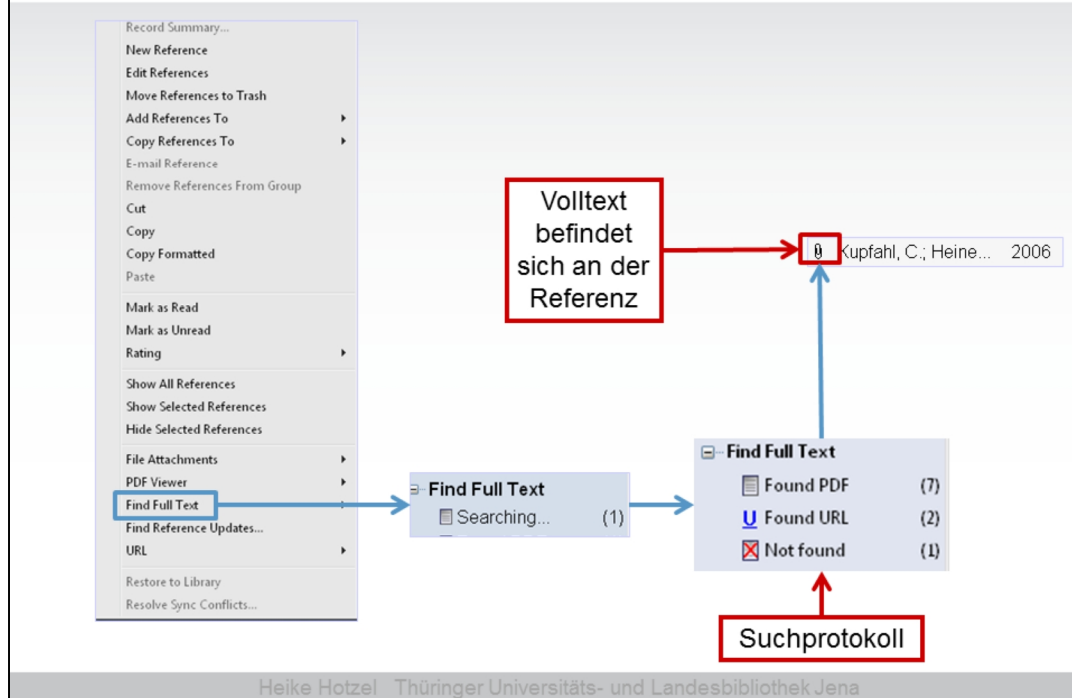 Record Summary...
New Reference
Edit References
Move References to Trash
Add References To
Copy References To
E-mail Reference
Remove References From Group
Cut
Copy
Copy Formatted
Paste
Mark as Read
Mark as Unread
Rating
Show All References
Show Selected References
Hide Selected References
File Attachments
PDF Viewer
Find Full Text
Find Reference Updates...
URL
Restore to Library
Resolve Sync Conflicts...
Find Full Text
Searching... (1)
Volltext
befindet
sich an der
Referenz
Kupfahl, C.; Heine... 2006
Find Full Text
Found PDF (7)
U Found URL (2)
Not found (1)
Suchprotokoll
Heike Hotzel Thüringer Universitäts- und Landesbibliothek Jena